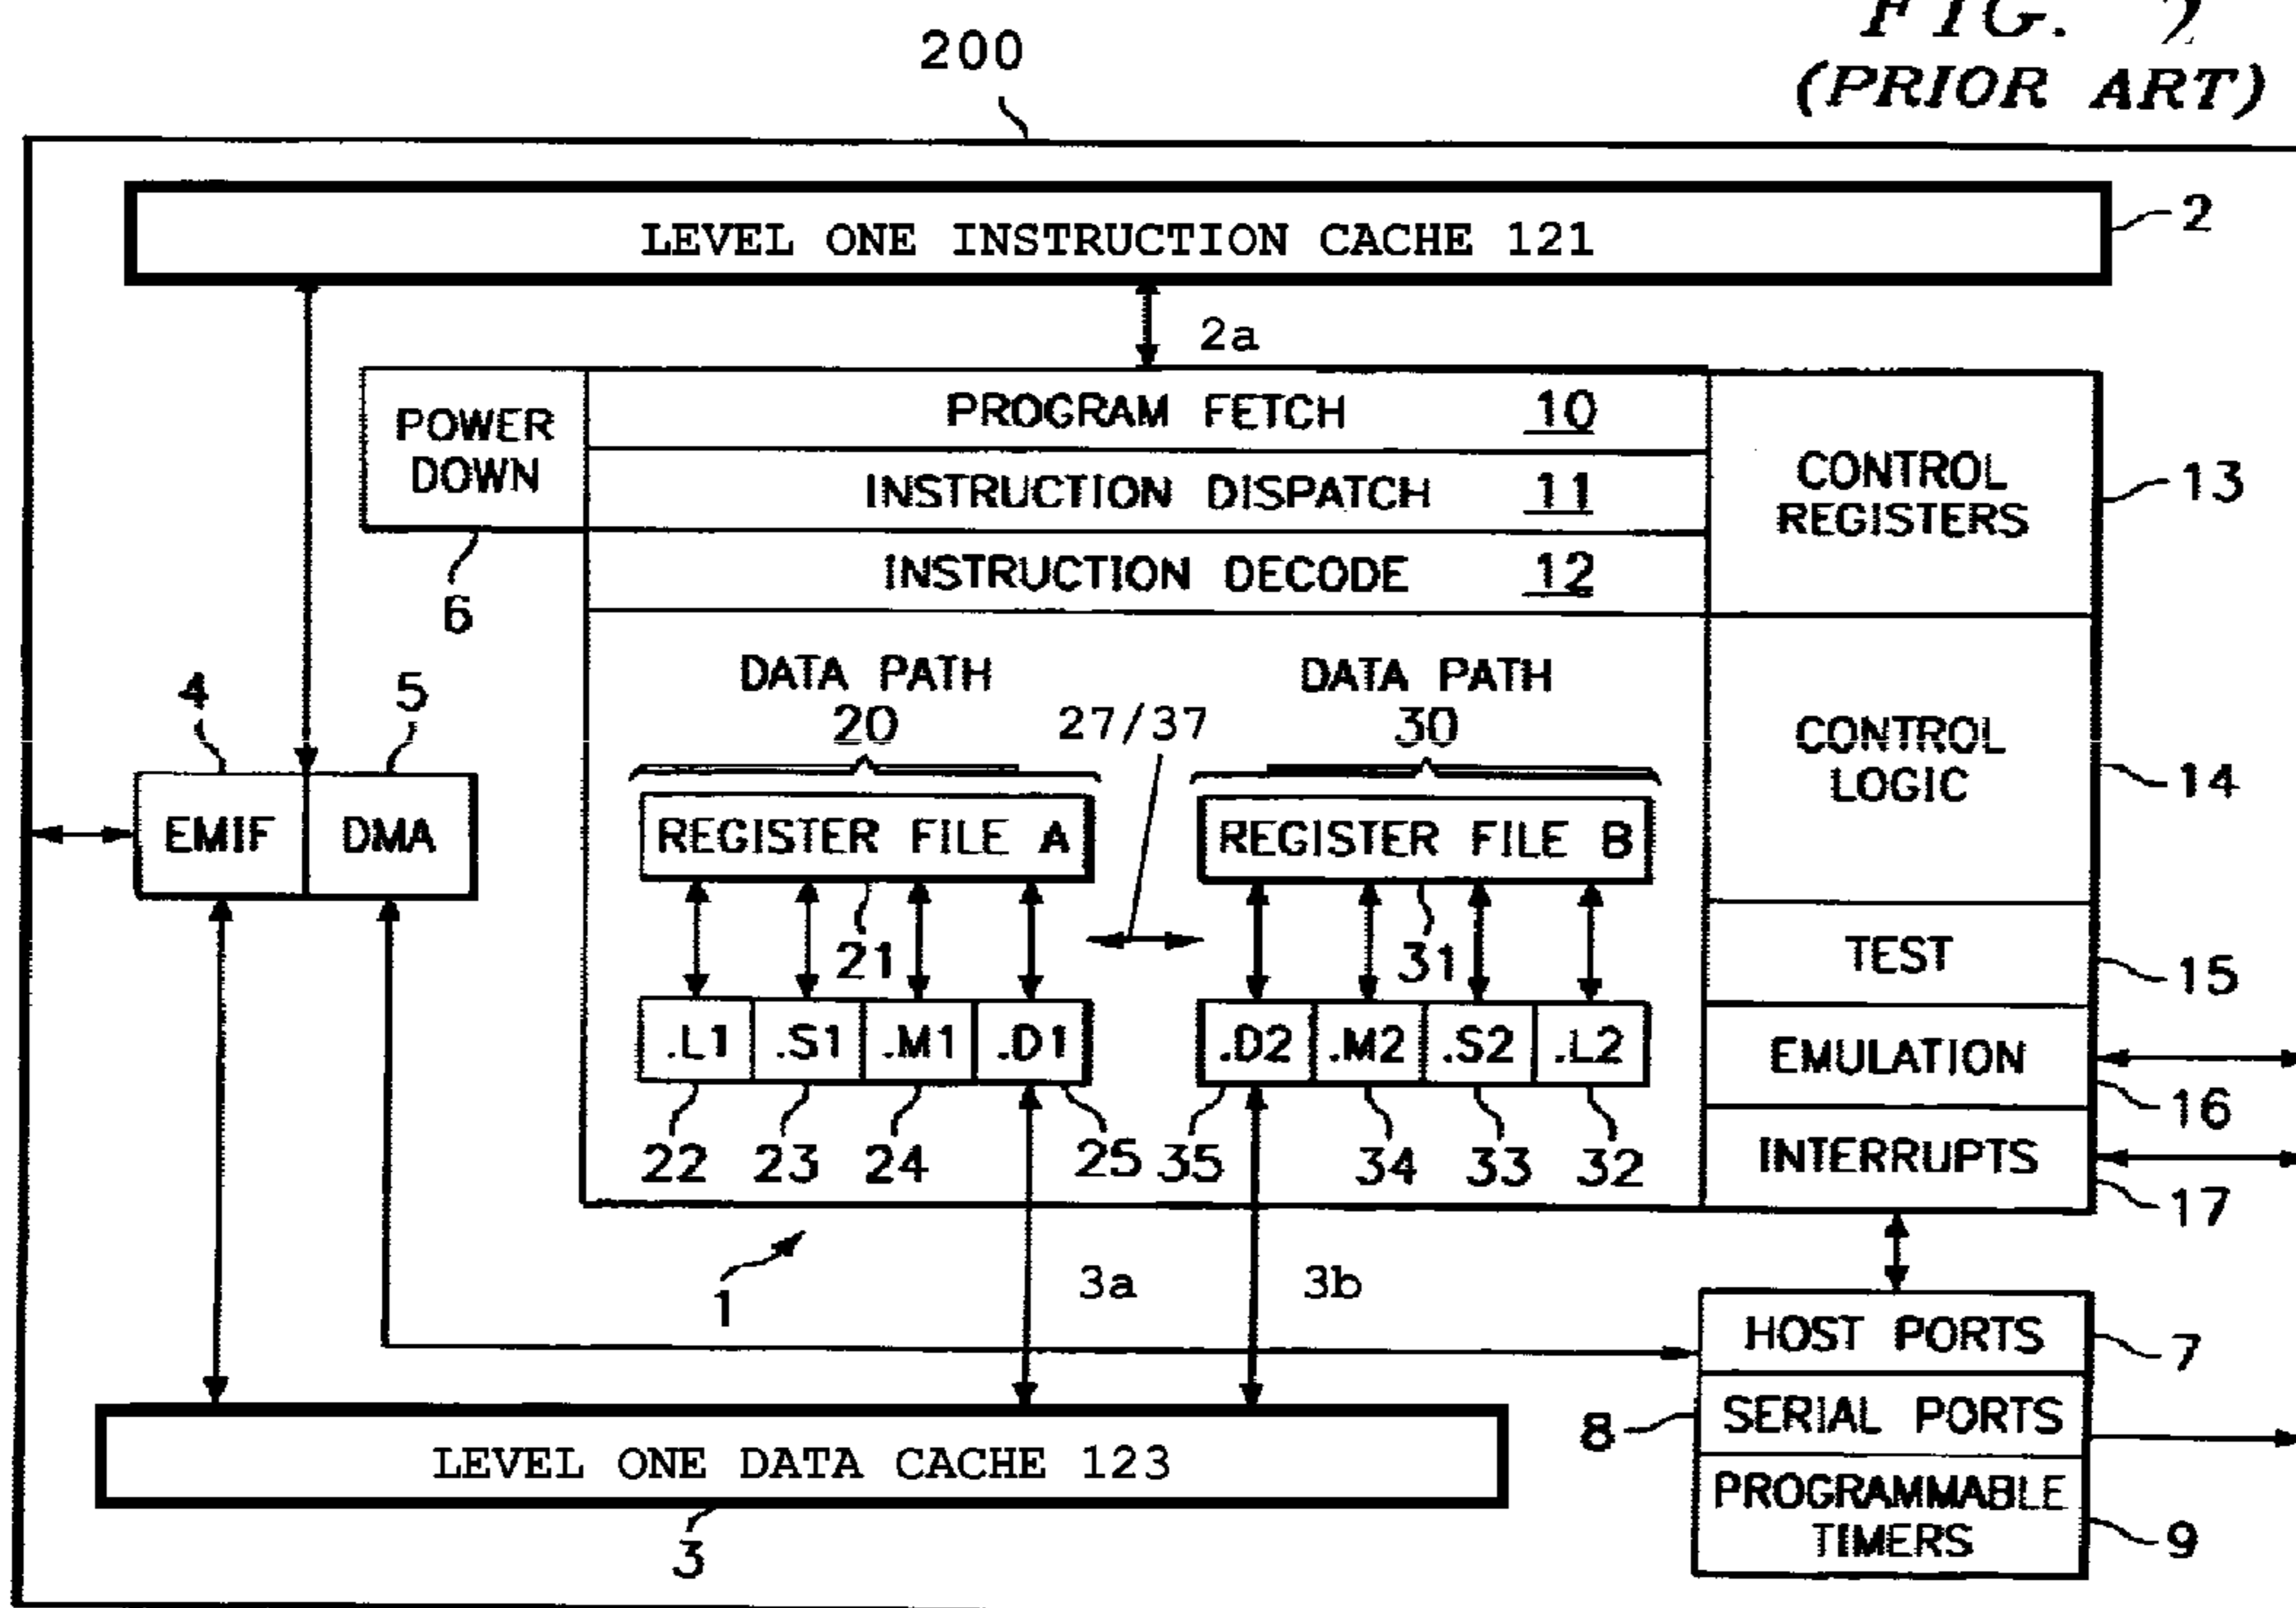 FIG. 2
(PRIOR ART)
200
LEVEL ONE INSTRUCTION CACHE 121
2
2a
POWER
DOWN
6
PROGRAM FETCH 10
INSTRUCTION DISPATCH 11
INSTRUCTION DECODE 12
CONTROL
REGISTERS
13
DATA PATH
20
27/37
DATA PATH
30
CONTROL
LOGIC
14
4
5
EMIF
DMA
REGISTER FILE A
REGISTER FILE B
21
31
TEST
15
.L1 .S1 .M1 .D1
.D2 .M2 .S2 .L2
EMULATION
16
22 23 24 25
35 34 33 32
INTERRUPTS
17
1
3a
3b
HOST PORTS
7
8
SERIAL PORTS
PROGRAMMABLE
TIMERS
9
LEVEL ONE DATA CACHE 123
3